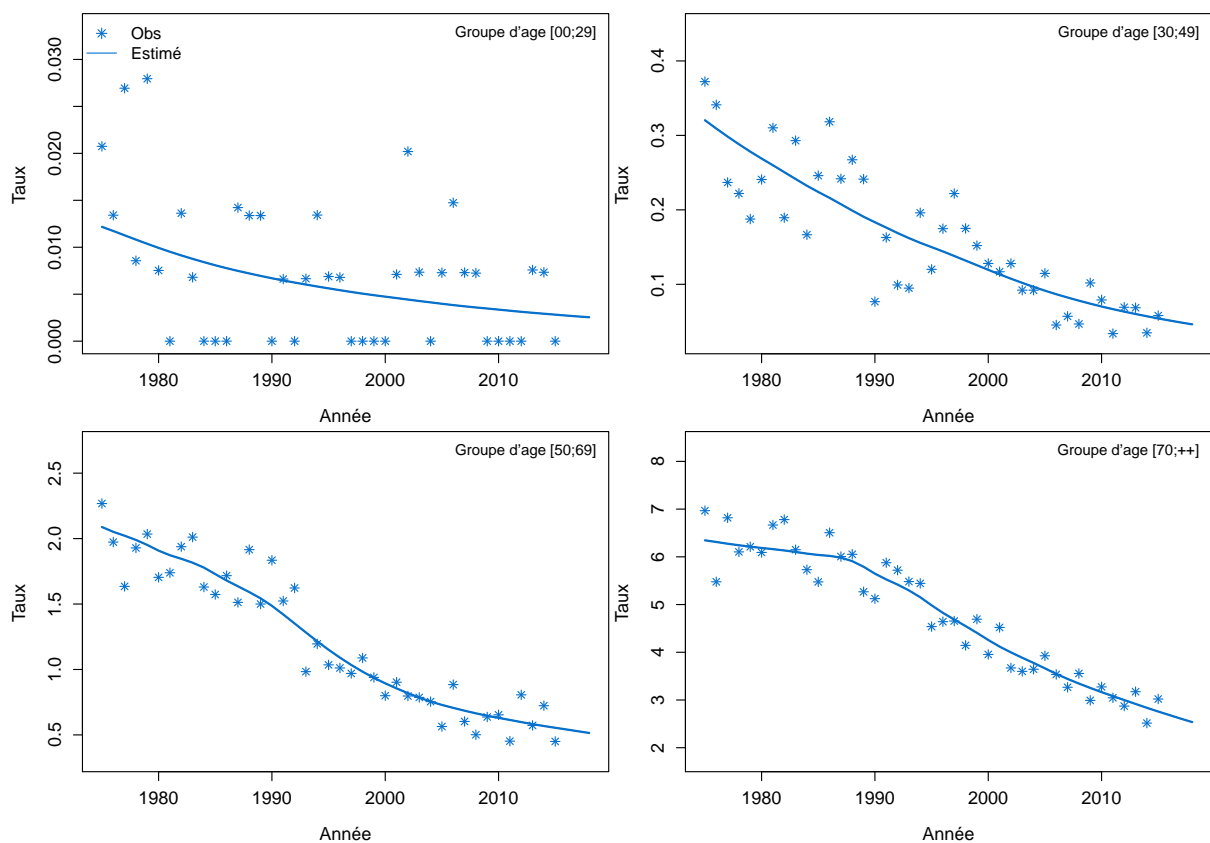 Obs
Estimé
Groupe d'age [00;29]
Taux
0.000
0.010
0.020
0.030
1980
1990
2000
2010
Année
Groupe d'age [30;49]
Taux
0.1
0.2
0.3
0.4
1980
1990
2000
2010
Année
Groupe d'age [50;69]
Taux
0.5
1.0
1.5
2.0
2.5
1980
1990
2000
2010
Année
Groupe d'age [70;++]
Taux
2
3
4
5
6
7
8
1980
1990
2000
2010
Année